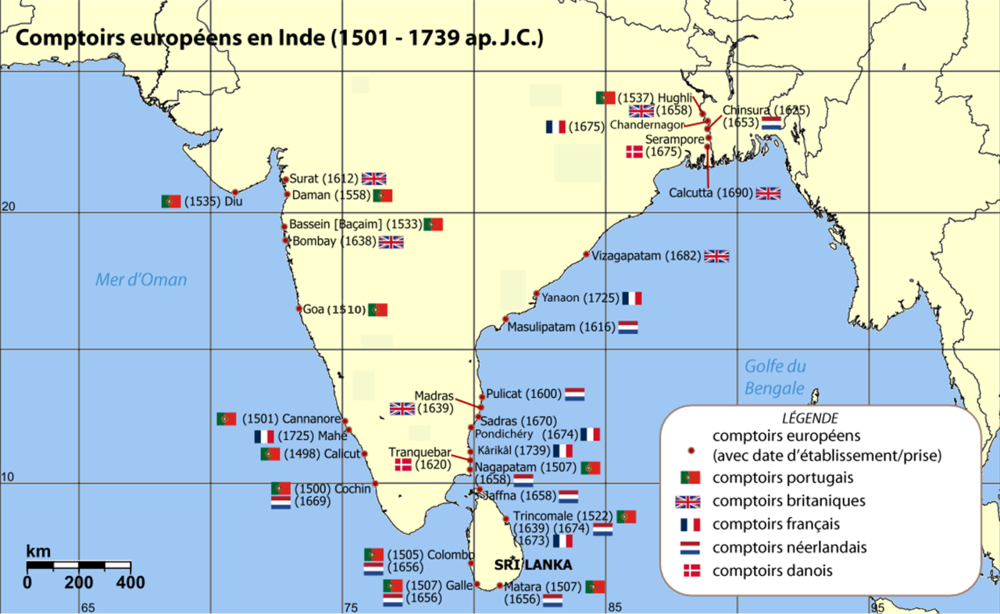 Comptoirs européens en Inde (1501 - 1739 ap. J.C.)
(1537) Hughli
(1658)
Chinsura (1625)
(1653)
(1675) Chandernagor
Serampore
(1675)
Calcutta (1690)
Surat (1612)
Daman (1558)
(1535) Diu
20
Bassein [Baçaim] (1533)
Bombay (1638)
Vizagapatam (1682)
Mer d'Oman
Yanaon (1725)
Goa (1510)
Masulipatam (1616)
Golfe du
Bengale
Pulicat (1600)
Madras
(1639)
(1501) Cannanore
Sadras (1670)
(1725) Mahé
Pondichéry (1674)
(1498) Calicut
Tranquebar
(1620)
Kârikâl (1739)
Nagapatam (1507)
(1658)
10
(1500) Cochin
(1669)
Jaffna (1658)
Trincomale (1522)
(1639) (1674)
(1673)
(1505) Colombo
(1656)
SRI LANKA
(1507) Galle
(1656)
Matara (1507)
(1656)
km
0 200 400
65 75 85 95
LÉGENDE
comptoirs européens
(avec date d'établissement/prise)
comptoirs portugais
comptoirs britaniques
comptoirs français
comptoirs néerlandais
comptoirs danois